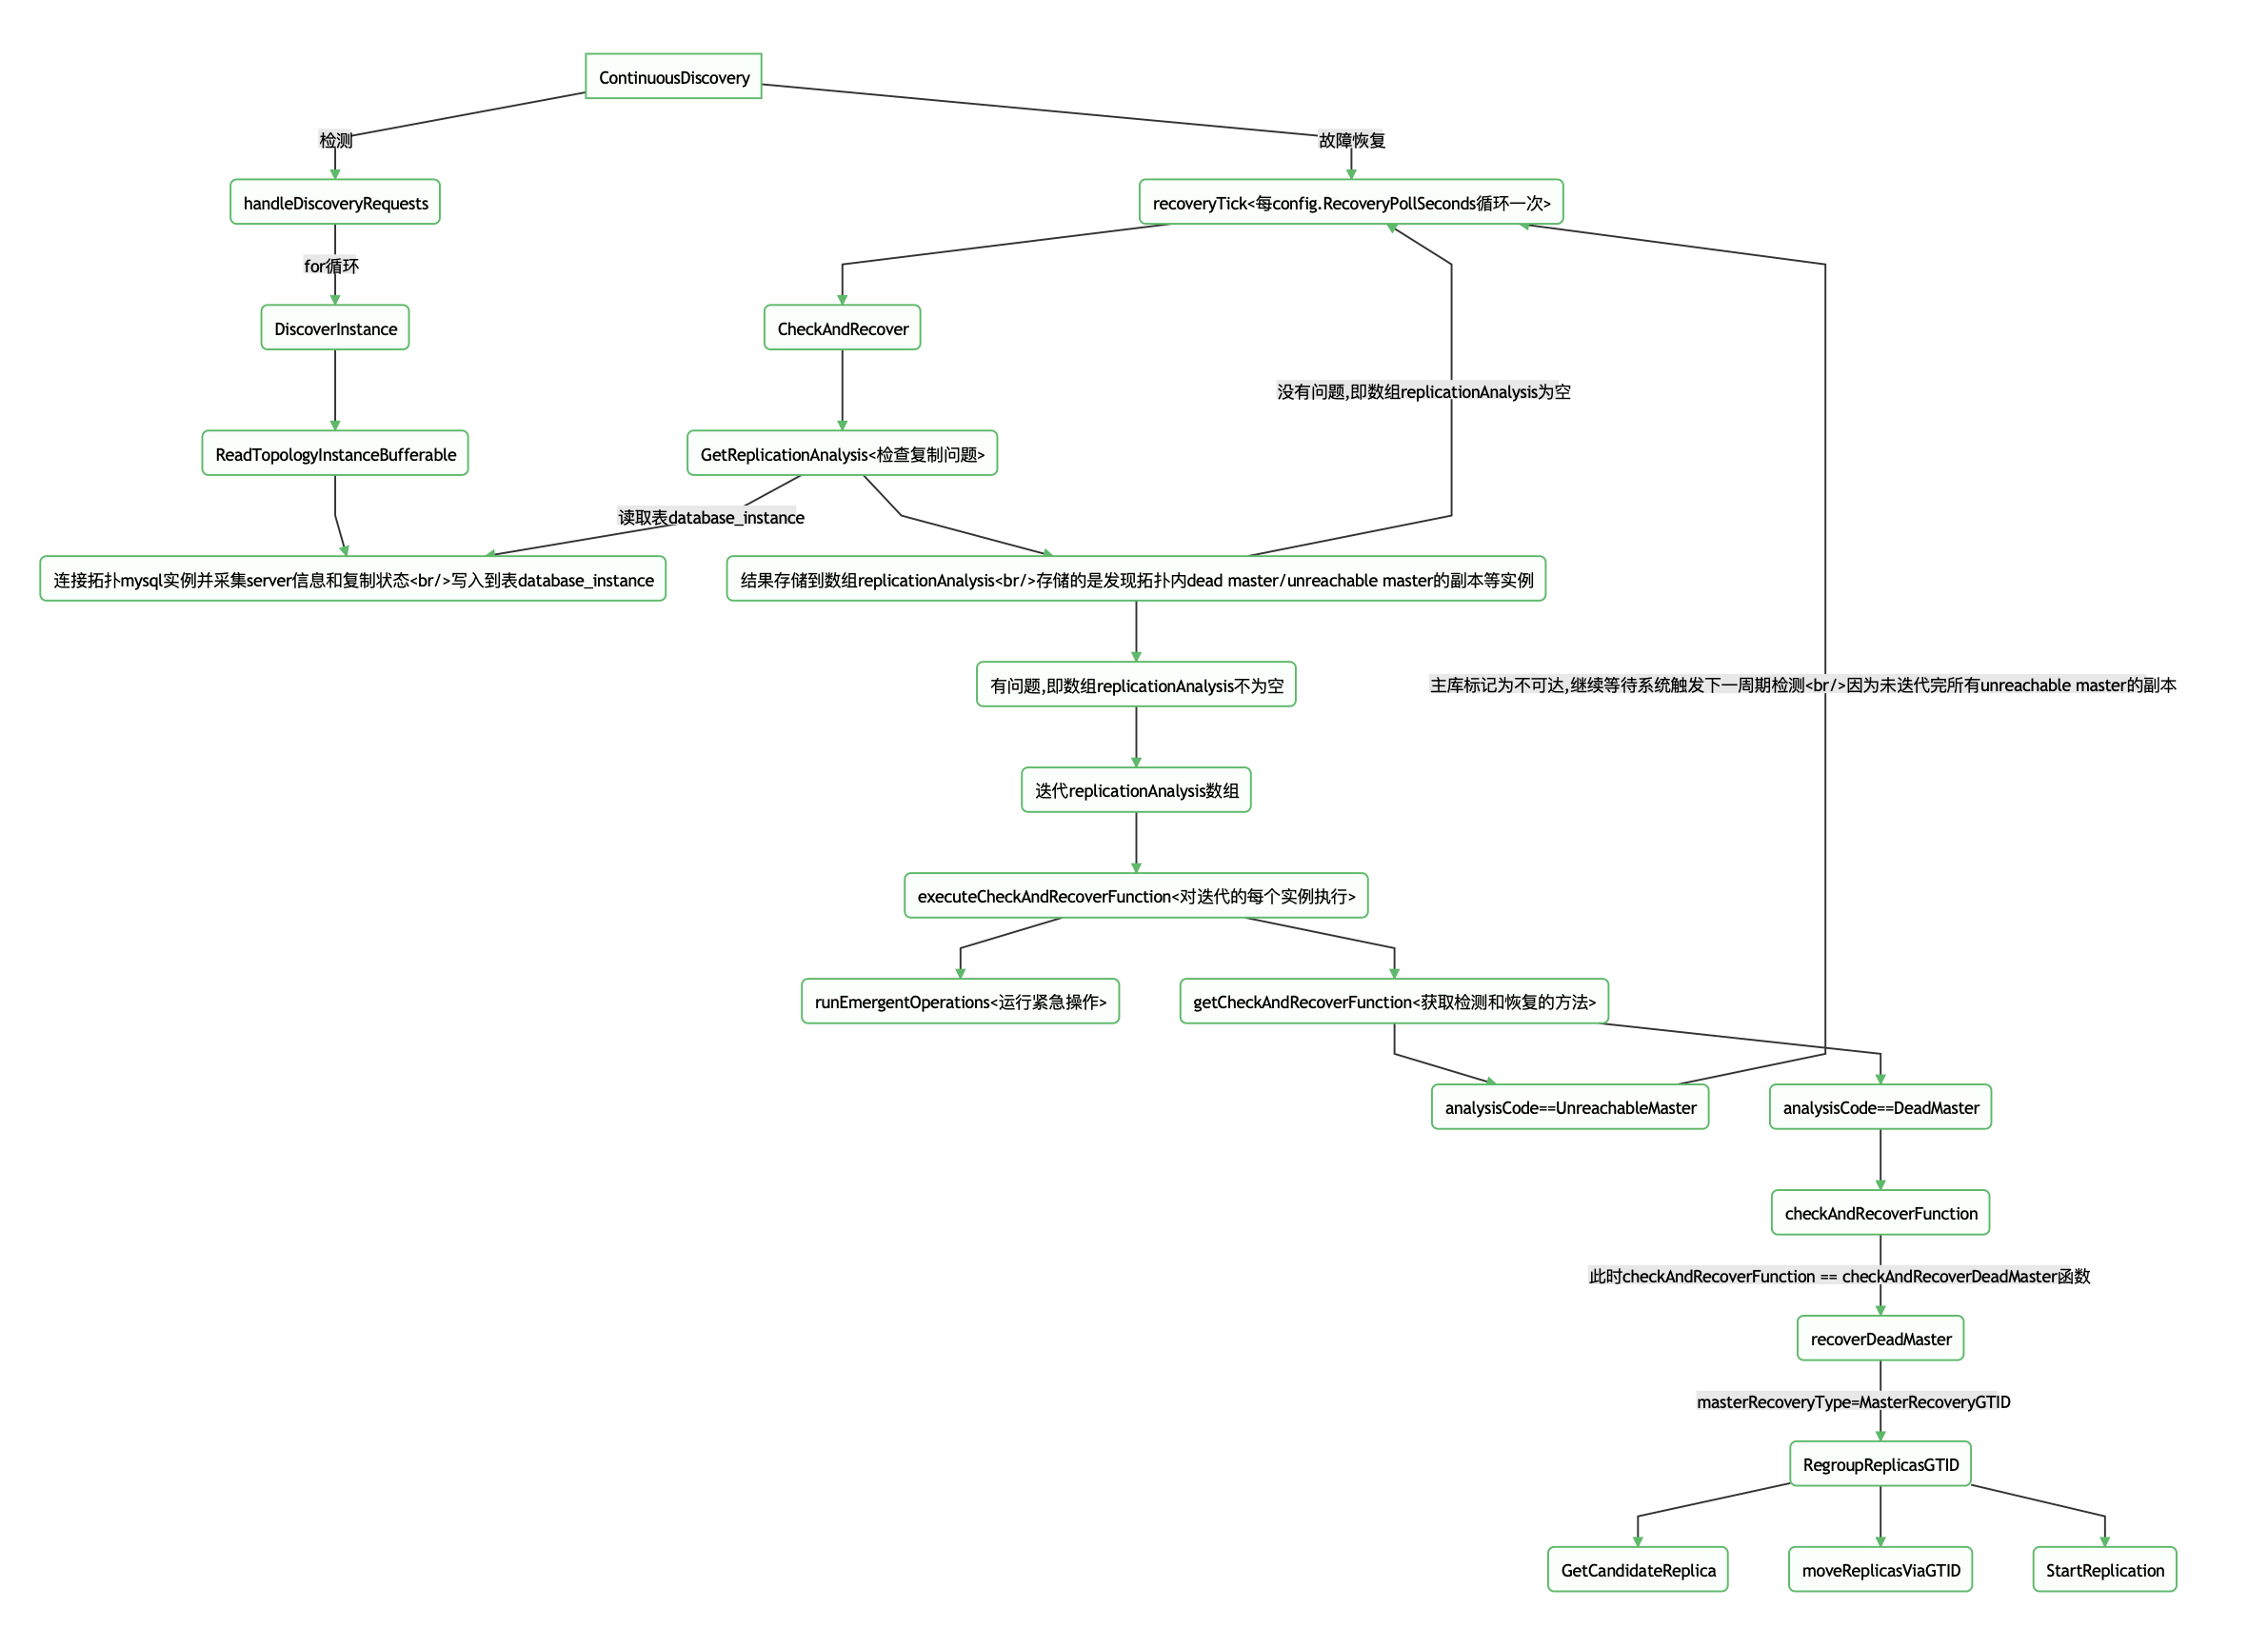 ContinuousDiscovery
检测
故障恢复
handleDiscoveryRequests
recoveryTick<每config.RecoveryPollSeconds循环一次>
for循环
DiscoverInstance
CheckAndRecover
没有问题,即数组replicationAnalysis为空
ReadTopologyInstanceBufferable
GetReplicationAnalysis<检查复制问题>
读取表database_instance
连接拓扑mysql实例并采集server信息和复制状态<br/>写入到表database_instance
结果存储到数组replicationAnalysis<br/>存储的是发现拓扑内dead master/unreachable master的副本等实例
有问题,即数组replicationAnalysis不为空
主库标记为不可达,继续等待系统触发下一周期检测<br/>因为未迭代完所有unreachable master的副本
迭代replicationAnalysis数组
executeCheckAndRecoverFunction<对迭代的每个实例执行>
runEmergentOperations<运行紧急操作>
getCheckAndRecoverFunction<获取检测和恢复的方法>
analysisCode==UnreachableMaster
analysisCode==DeadMaster
checkAndRecoverFunction
此时checkAndRecoverFunction == checkAndRecoverDeadMaster函数
recoverDeadMaster
masterRecoveryType=MasterRecoveryGTID
RegroupReplicasGTID
GetCandidateReplica
moveReplicasViaGTID
StartReplication